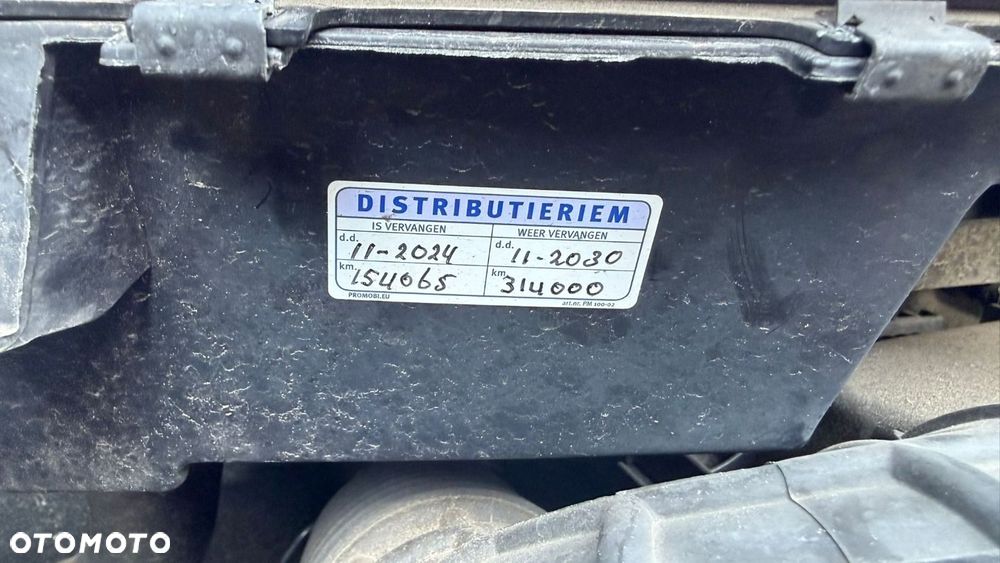 DISTRIBUTIERIEM
IS VERVANGEN
WEER VERVANGEN
d.d. 11-2024
d.d. 11-2030
km. 154065
km. 314000
PROMOBI.EU
art.nr. PM 100-02
OTOMOTO